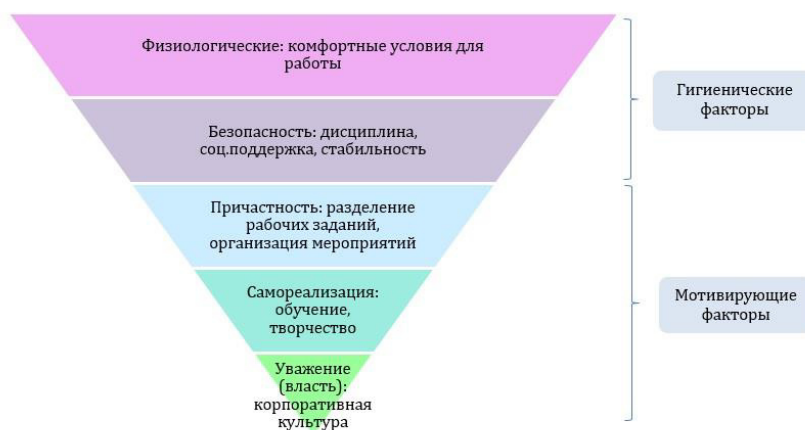 Физиологические: комфортные условия для
работы
Гигиенические
факторы
Безопасность: дисциплина,
соц.поддержка, стабильность
Причастность: разделение
рабочих заданий,
организация мероприятий
Самореализация:
обучение,
творчество
Мотивирующие
факторы
Уважение
(власть):
корпоративная
культура